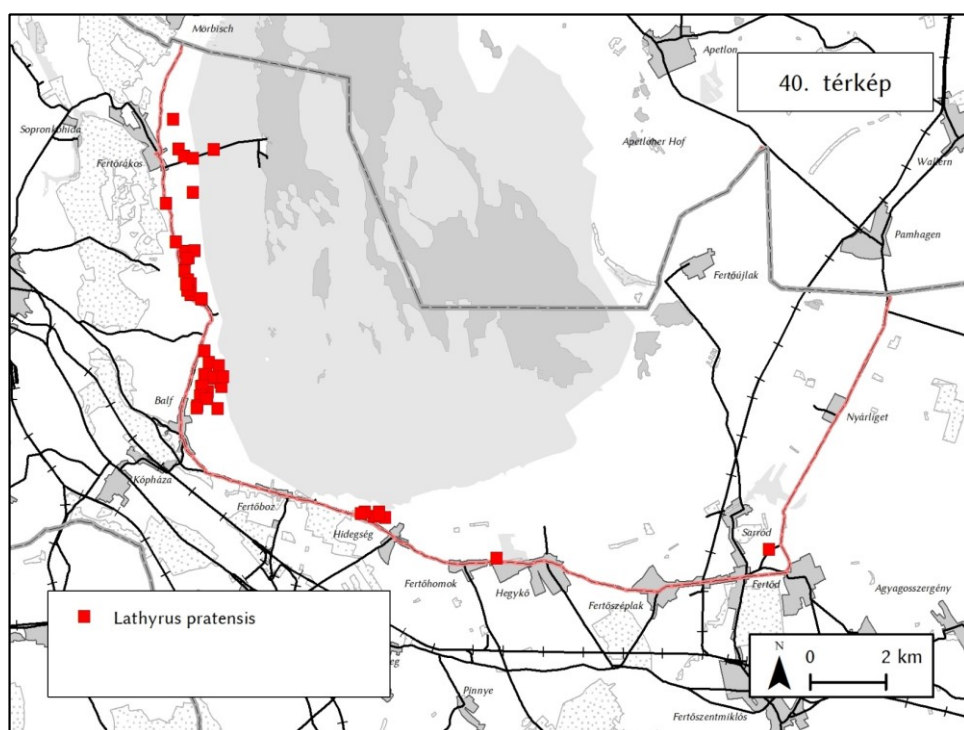 Mörbisch
Apetlon
40. térkép
Sopronkőhida
Fertőrákos
Apetloner Hof
Wallern
Pamhagen
Fertőújlak
Balf
Nyárliget
Kópháza
Fertőboz
Hidegség
Sarród
Fertőhomok
Hegykő
Fertőszéplak
Fertőd
Agyagosszergény
Lathyrus pratensis
N
0 2 km
Pinnye
Fertőszentmiklós